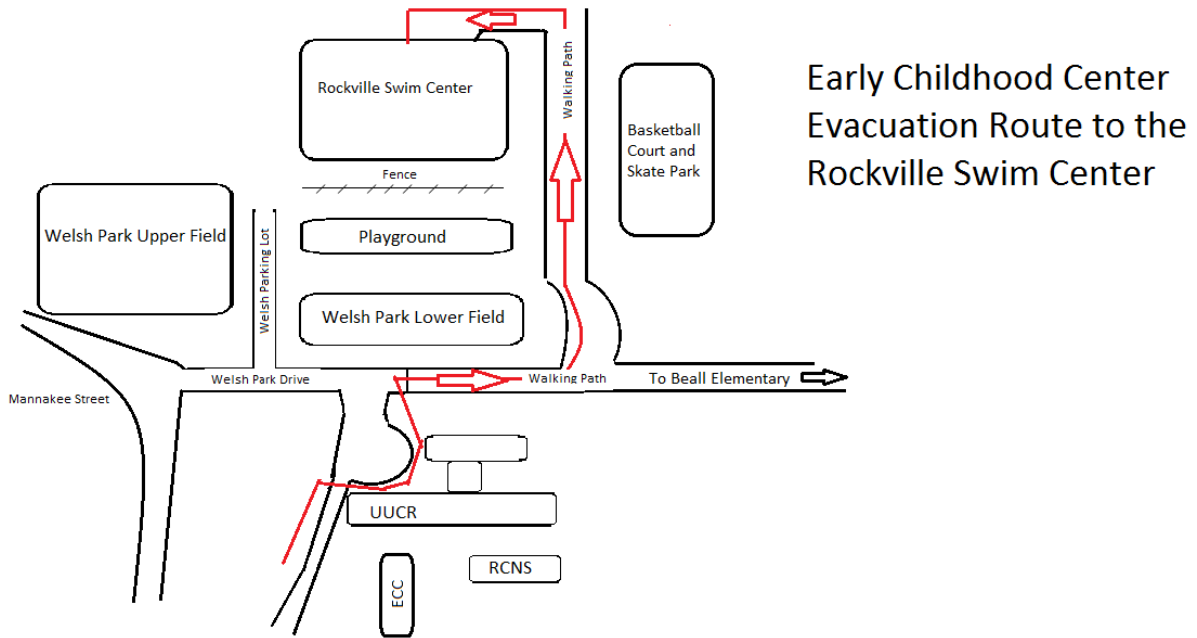 Early Childhood Center
Evacuation Route to the
Rockville Swim Center
Rockville Swim Center
Walking Path
Basketball
Court and
Skate Park
Fence
Welsh Park Upper Field
Welsh Parking Lot
Playground
Welsh Park Lower Field
Mannakee Street
Welsh Park Drive
Walking Path
To Beall Elementary
UUCR
ECC
RCNS